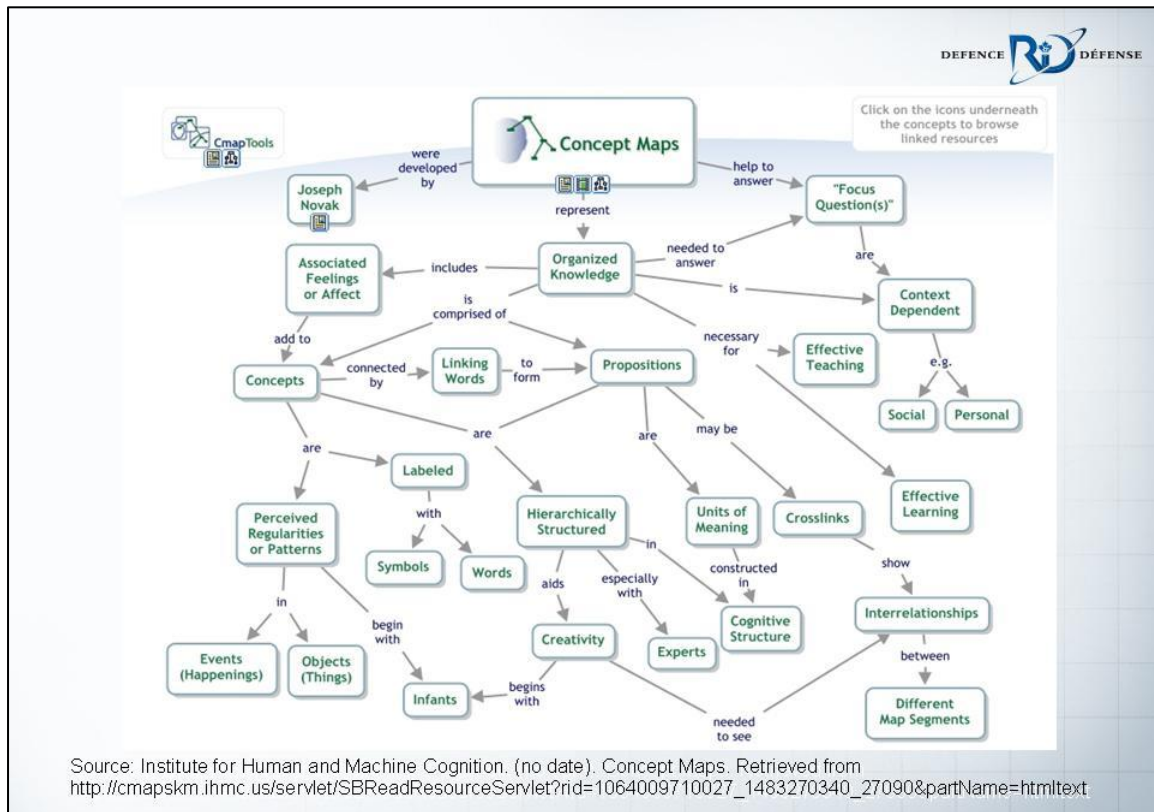 DEFENCE RD DÉFENSE
CmapTools
Concept Maps
Click on the icons underneath
the concepts to browse
linked resources
were
developed
by
help to
answer
Joseph
Novak
represent
"Focus
Question(s)"
Associated
Feelings
or Affect
includes
Organized
Knowledge
needed to
answer
are
is
Context
Dependent
is
comprised of
add to
necessary
for
Effective
Teaching
e.g.
Concepts
connected
by
Linking
Words
to
form
Propositions
Social
Personal
are
are
are
may be
Labeled
with
Perceived
Regularities
or Patterns
Symbols
Words
Hierarchically
Structured
Units of
Meaning
Crosslinks
Effective
Learning
in
begin
with
aids
especially
with
in
constructed
in
show
Events
(Happenings)
Objects
(Things)
Infants
begins
with
Creativity
Experts
Cognitive
Structure
Interrelationships
between
needed
to see
Different
Map Segments
Source: Institute for Human and Machine Cognition. (no date). Concept Maps. Retrieved from
http://cmapskm.ihmc.us/servlet/SBReadResourceServlet?rid=1064009710027_1483270340_27090&partName=htmltext